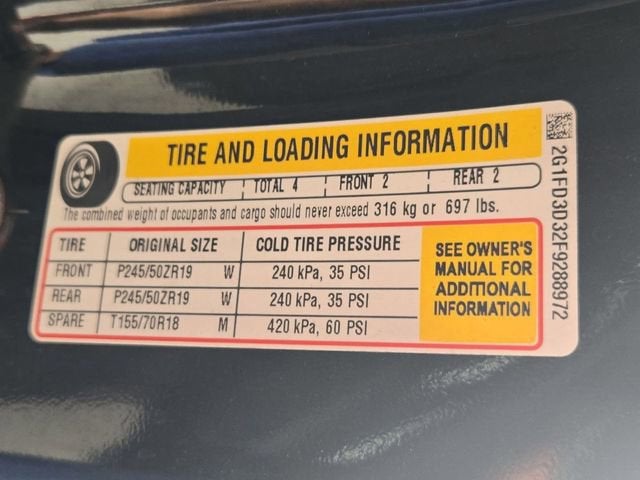 TIRE AND LOADING INFORMATION
SEATING CAPACITY TOTAL 4 FRONT 2 REAR 2
The combined weight of occupants and cargo should never exceed 316 kg or 697 lbs.
TIRE ORIGINAL SIZE COLD TIRE PRESSURE
FRONT P245/50ZR19 W 240 kPa, 35 PSI
REAR P245/50ZR19 W 240 kPa, 35 PSI
SPARE T155/70R18 M 420 kPa, 60 PSI
SEE OWNER'S
MANUAL FOR
ADDITIONAL
INFORMATION
2G1FD3D32F9288972